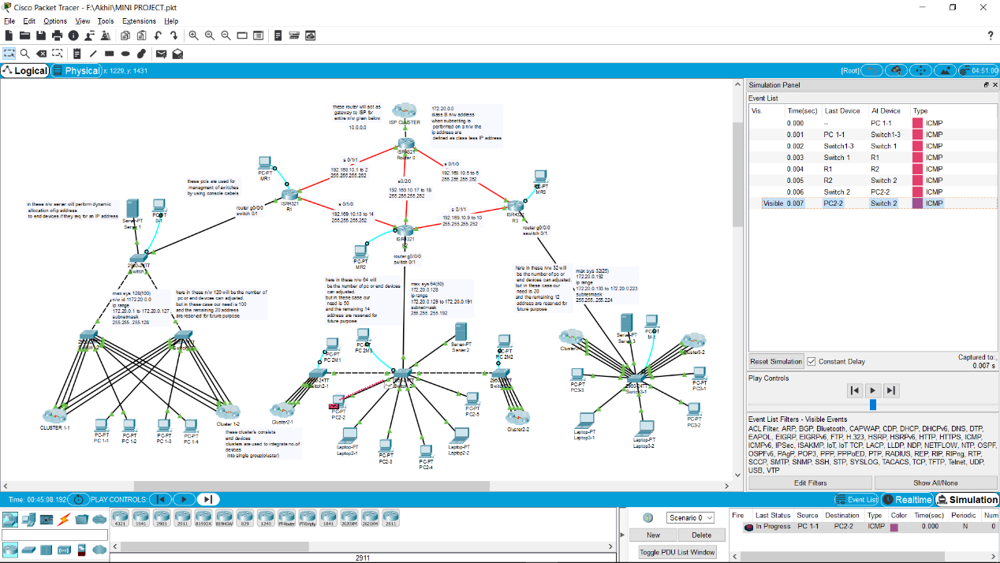 Cisco Packet Tracer - F:\Akhil\MINI PROJECT.pkt
File Edit Options View Tools Extensions Help
Logical Physical x: 1229, y: 1431
[Root] 04:51:00
these router will act as
gateway to ISP for
entire n/w given below
10.0.0.0
ISP CLUSTER
172.20.0.0
class B n/w address
when subnetting is
performed on a n/w the
ip address are
defined as class less IP address
ISR4321
Router 0
s 0/1/1
192.169.10.1 to 2
255.255.255.252
s0/2/0
192.169.10.17 to 18
255.255.255.252
s 0/1/0
192.169.10.5 to 6
255.255.255.252
PC-PT
MR1
ISR4321
R1
these pc's are used for
managment of switches
by using console cabels
router g0/0/0
switch 0/1
s 0/1/0
192.169.10.13 to 14
255.255.255.252
s 0/1/1
192.169.10.9 to 10
255.255.255.252
PC-PT
MR3
ISR4321
R3
router g0/0/0
sswitch 0/1
ISR4321
PC-PT
MR2
router g0/0/0
switch 0/1
in these n/w server will perform dynamic
allocation ofip address
to end devices if they req for an IP address
Server-PT
Server 1
0-1
2960-24TT
Switch
max sye 128(100)
n/w id 1172.20.0.0
ip range
172.20.0.1 to 172.20.0.127
subnetmask
255.255.255.128
here in these n/w 120 will be the number of
pc or end devices can adjusted.
but in these case our need is 100
and the remaining 20 address
are reserved for future purpose
CLUSTER 1-1
PC-PT
PC 1-1
PC-PT
PC 1-2
PC-PT
PC 1-3
PC-PT
PC 1-4
Cluster 1-2
here in these n/w 64 will
be the number of pc or end devices
can adjusted.
but in these case our
need is 50
and the remaining 14
address are reserved for
future purpose
max sys 64(50)
172.20.0.128
ip range
172.20.0.129 to 172.20.0.191
subnetmask
255.255.255.192
PC-PT
PC 2M1
PC-PT
PC 2M3
Server-PT
Server 2
PC-PT
PC 2M2
Switch2-1
Cluster2-1
PC-PT
PC2-2
Laptop-PT
Laptop2-1
PC-PT
PC2-3
PC-PT
PC2-4
Laptop-PT
Laptop2-2
PC-PT
PC2-5
Cluster2-2
these cluster's consists
end devices
clusters are used to integrate no.of
devices
into single group(cluster)
here in these n/w 32 will
be the number of pc or
end devices can adjusted.
but in these case our
need is 20
and the remaining 12
address are reserved for
future purpose
max sys 32(25)
172.20.0.192
ip range
172.20.0.193 to 172.20.0.223
subnetmask
255.255..255.224
Server-PT
Server 3
PC-PT
M-1
Cluster3-2
2960-24TT
Switch3-1
PC-PT
PC3-3
PC-PT
PC3-1
PC-PT
PC3-2
Laptop-PT
Laptop3-1
Laptop-PT
Laptop3-2
Simulation Panel
Event List
Vis. Time(sec) Last Device At Device Type
0.000 -- PC 1-1 ICMP
0.001 PC 1-1 Switch1-3 ICMP
0.002 Switch1-3 Switch 1 ICMP
0.003 Switch 1 R1 ICMP
0.004 R1 R2 ICMP
0.005 R2 Switch 2 ICMP
0.006 Switch 2 PC2-2 ICMP
Visible 0.007 PC2-2 Switch 2 ICMP
Reset Simulation Constant Delay
Captured to:
0.007 s
Play Controls
Event List Filters - Visible Events
ACL Filter, ARP, BGP, Bluetooth, CAPWAP, CDP, DHCP, DHCPv6, DNS, DTP,
EAPOL, EIGRP, EIGRPv6, FTP, H.323, HSRP, HSRPv6, HTTP, HTTPS, ICMP,
ICMPv6, IPSec, ISAKMP, IoT, IoT TCP, LACP, LLDP, NDP, NETFLOW, NTP, OSPF,
OSPFv6, PAgP, POP3, PPP, PPPoED, PTP, RADIUS, REP, RIP, RIPng, RTP,
SCCP, SMTP, SNMP, SSH, STP, SYSLOG, TACACS, TCP, TFTP, Telnet, UDP,
USB, VTP
Edit Filters Show All/None
Time: 00:45:08.192 PLAY CONTROLS:
Event List Realtime Simulation
4321 1941 2901 2911 819IOX 819HGW 829 1240 PT-Router PT-Empty 1841 2620XM 2621XM 2811
2911
Scenario 0
New Delete
Toggle PDU List Window
Fire Last Status Source Destination Type Color Time(sec) Periodic Num
In Progress PC 1-1 PC2-2 ICMP 0.000 N 0